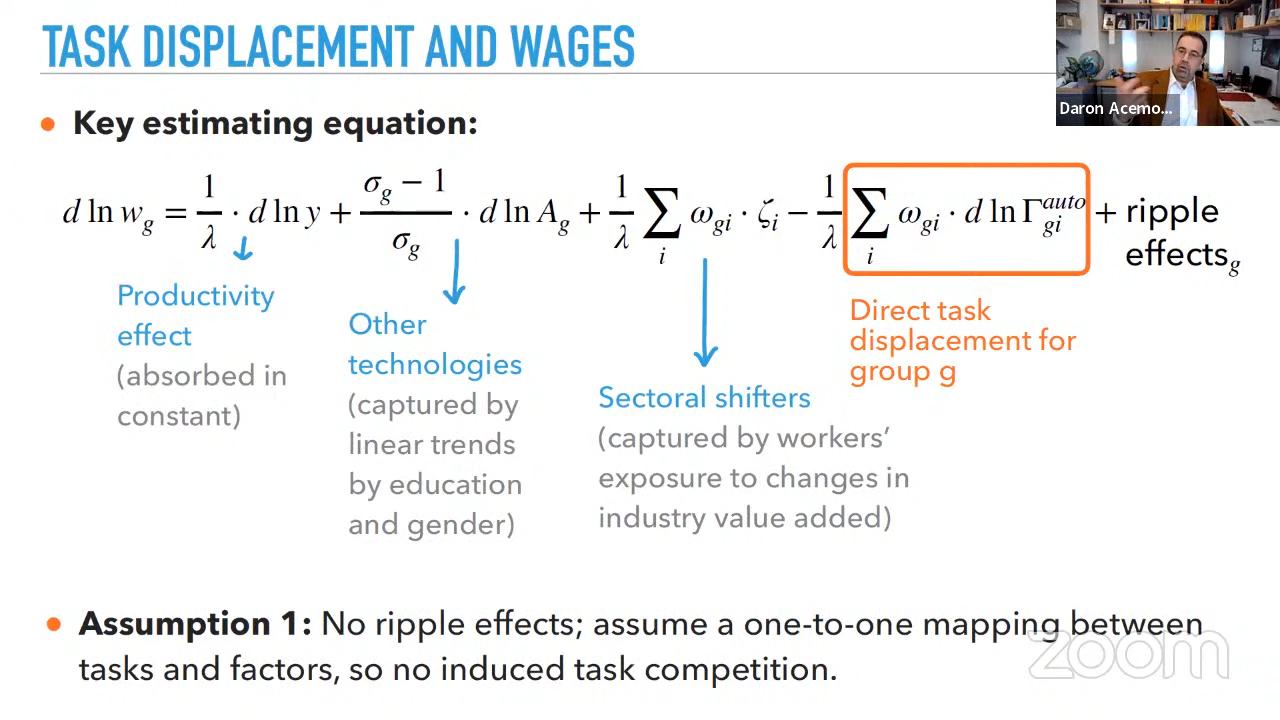 TASK DISPLACEMENT AND WAGES
Daron Acemo...
• Key estimating equation:
d ln w_g = 1/λ · d ln y + (σ_g − 1)/σ_g · d ln A_g + 1/λ ∑_i ω_gi · ζ_i − 1/λ ∑_i ω_gi · d ln Γ_gi^auto + ripple effects_g
Productivity
effect
(absorbed in
constant)
Other
technologies
(captured by
linear trends
by education
and gender)
Sectoral shifters
(captured by workers’
exposure to changes in
industry value added)
Direct task
displacement for
group g
• Assumption 1: No ripple effects; assume a one-to-one mapping between
tasks and factors, so no induced task competition.
zoom